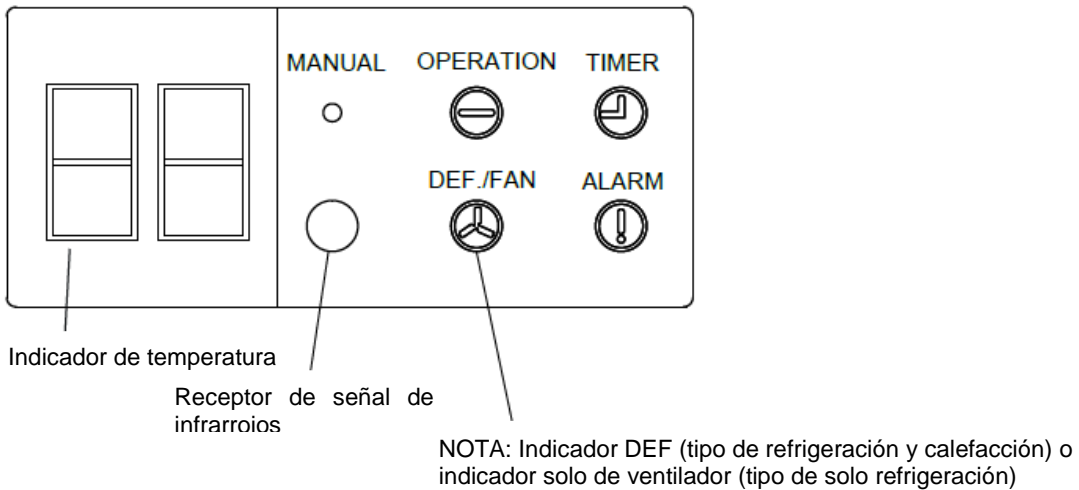 MANUAL OPERATION TIMER
DEF./FAN ALARM
Indicador de temperatura
Receptor de señal de
infrarrojos
NOTA: Indicador DEF (tipo de refrigeración y calefacción) o
indicador solo de ventilador (tipo de solo refrigeración)